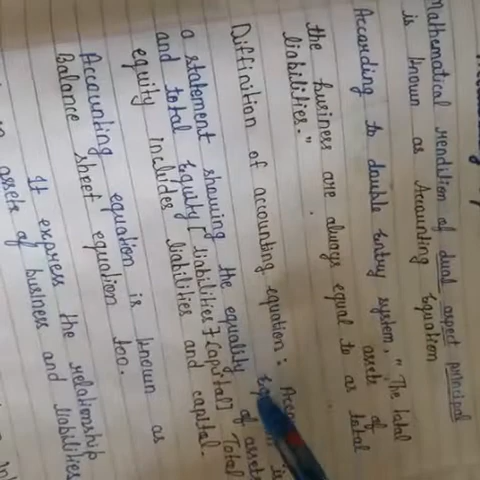 Mathematical rendition of dual aspect principal
is known as Accounting Equation
According to double Entry system, "The total
assets of
the business are always equal to as total
liabilities."
Diffinition of accounting equation:
a statement showing the equality of assets
and total Equity [liabilities + Capital] Total
equity includes liabilities and capital.
Accounting equation is known as
Balance sheet equation too.
It express the relationship
assets of business and liabilities